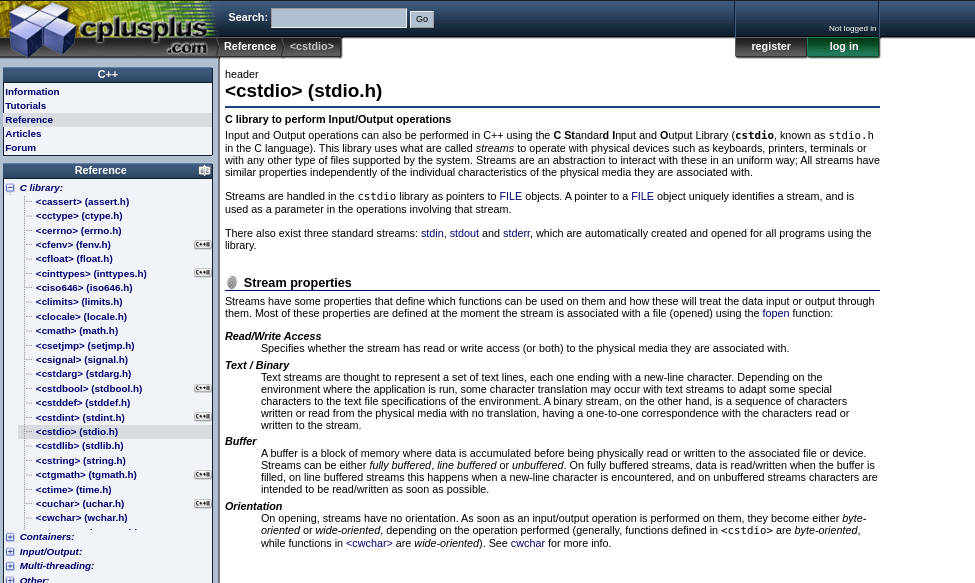 cplusplus
.com
Search:
Go
Not logged in
Reference
<cstdio>
register
log in
C++
Information
Tutorials
Reference
Articles
Forum
Reference
C library:
<cassert> (assert.h)
<cctype> (ctype.h)
<cerrno> (errno.h)
<cfenv> (fenv.h)
<cfloat> (float.h)
<cinttypes> (inttypes.h)
<ciso646> (iso646.h)
<climits> (limits.h)
<clocale> (locale.h)
<cmath> (math.h)
<csetjmp> (setjmp.h)
<csignal> (signal.h)
<cstdarg> (stdarg.h)
<cstdbool> (stdbool.h)
<cstddef> (stddef.h)
<cstdint> (stdint.h)
<cstdio> (stdio.h)
<cstdlib> (stdlib.h)
<cstring> (string.h)
<ctgmath> (tgmath.h)
<ctime> (time.h)
<cuchar> (uchar.h)
<cwchar> (wchar.h)
Containers:
Input/Output:
Multi-threading:
Other:
header
<cstdio> (stdio.h)
C library to perform Input/Output operations
Input and Output operations can also be performed in C++ using the C Standard Input and Output Library (cstdio, known as stdio.h
in the C language). This library uses what are called streams to operate with physical devices such as keyboards, printers, terminals or
with any other type of files supported by the system. Streams are an abstraction to interact with these in an uniform way; All streams have
similar properties independently of the individual characteristics of the physical media they are associated with.
Streams are handled in the cstdio library as pointers to FILE objects. A pointer to a FILE object uniquely identifies a stream, and is
used as a parameter in the operations involving that stream.
There also exist three standard streams: stdin, stdout and stderr, which are automatically created and opened for all programs using the
library.
Stream properties
Streams have some properties that define which functions can be used on them and how these will treat the data input or output through
them. Most of these properties are defined at the moment the stream is associated with a file (opened) using the fopen function:
Read/Write Access
Specifies whether the stream has read or write access (or both) to the physical media they are associated with.
Text / Binary
Text streams are thought to represent a set of text lines, each one ending with a new-line character. Depending on the
environment where the application is run, some character translation may occur with text streams to adapt some special
characters to the text file specifications of the environment. A binary stream, on the other hand, is a sequence of characters
written or read from the physical media with no translation, having a one-to-one correspondence with the characters read or
written to the stream.
Buffer
A buffer is a block of memory where data is accumulated before being physically read or written to the associated file or device.
Streams can be either fully buffered, line buffered or unbuffered. On fully buffered streams, data is read/written when the buffer is
filled, on line buffered streams this happens when a new-line character is encountered, and on unbuffered streams characters are
intended to be read/written as soon as possible.
Orientation
On opening, streams have no orientation. As soon as an input/output operation is performed on them, they become either byte-
oriented or wide-oriented, depending on the operation performed (generally, functions defined in <cstdio> are byte-oriented,
while functions in <cwchar> are wide-oriented). See cwchar for more info.